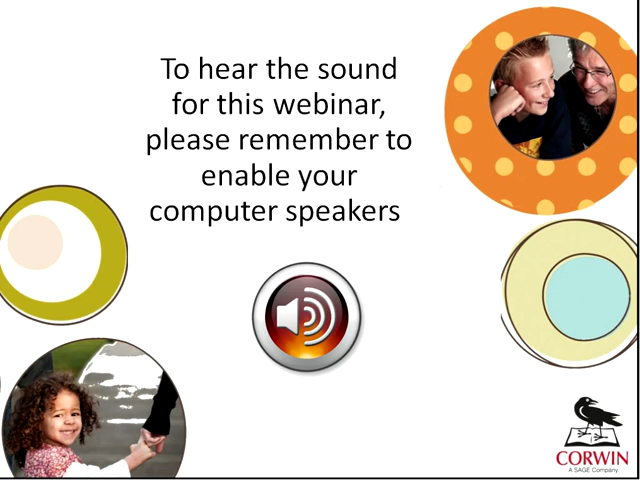 To hear the sound
for this webinar,
please remember to
enable your
computer speakers
CORWIN
A SAGE Company